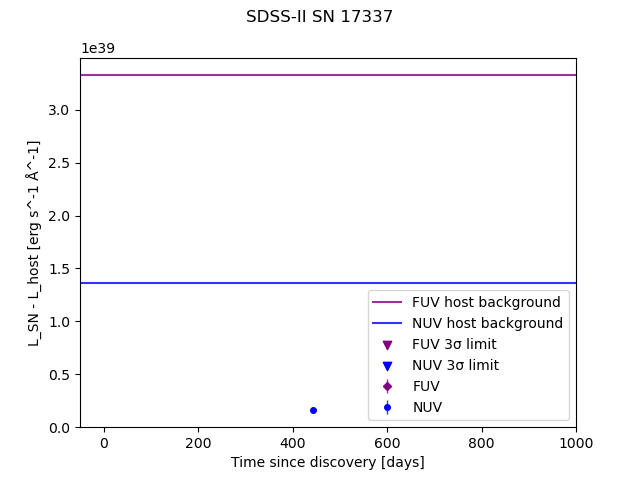 SDSS-II SN 17337
1e39
3.0
2.5
2.0
1.5
1.0
0.5
0.0
L_SN - L_host [erg s^-1 Å^-1]
FUV host background
NUV host background
FUV 3σ limit
NUV 3σ limit
FUV
NUV
0 200 400 600 800 1000
Time since discovery [days]